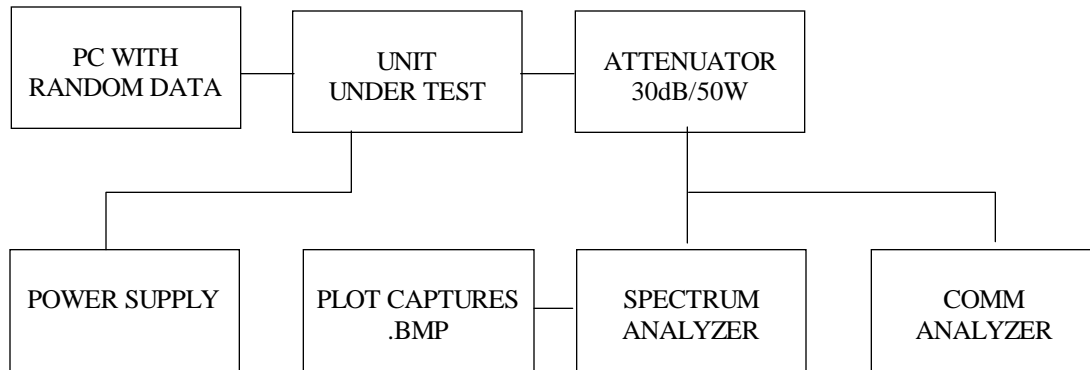 PC WITH
RANDOM DATA
UNIT
UNDER TEST
ATTENUATOR
30dB/50W
POWER SUPPLY
PLOT CAPTURES
.BMP
SPECTRUM
ANALYZER
COMM
ANALYZER